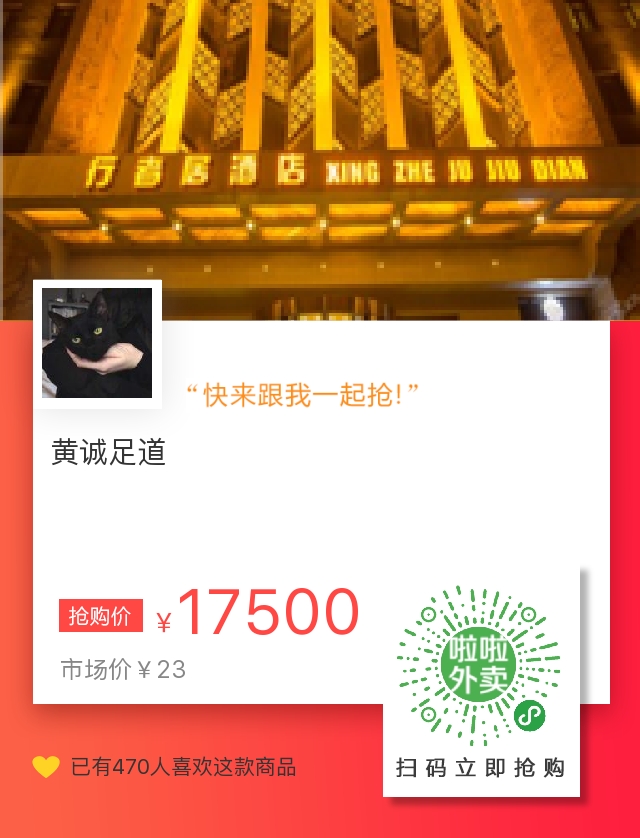 行者居酒店 XING ZHE JU JIU DIAN
“快来跟我一起抢!”
黄诚足道
抢购价 ¥17500
市场价¥23
啦啦
外卖
扫码立即抢购
已有470人喜欢这款商品